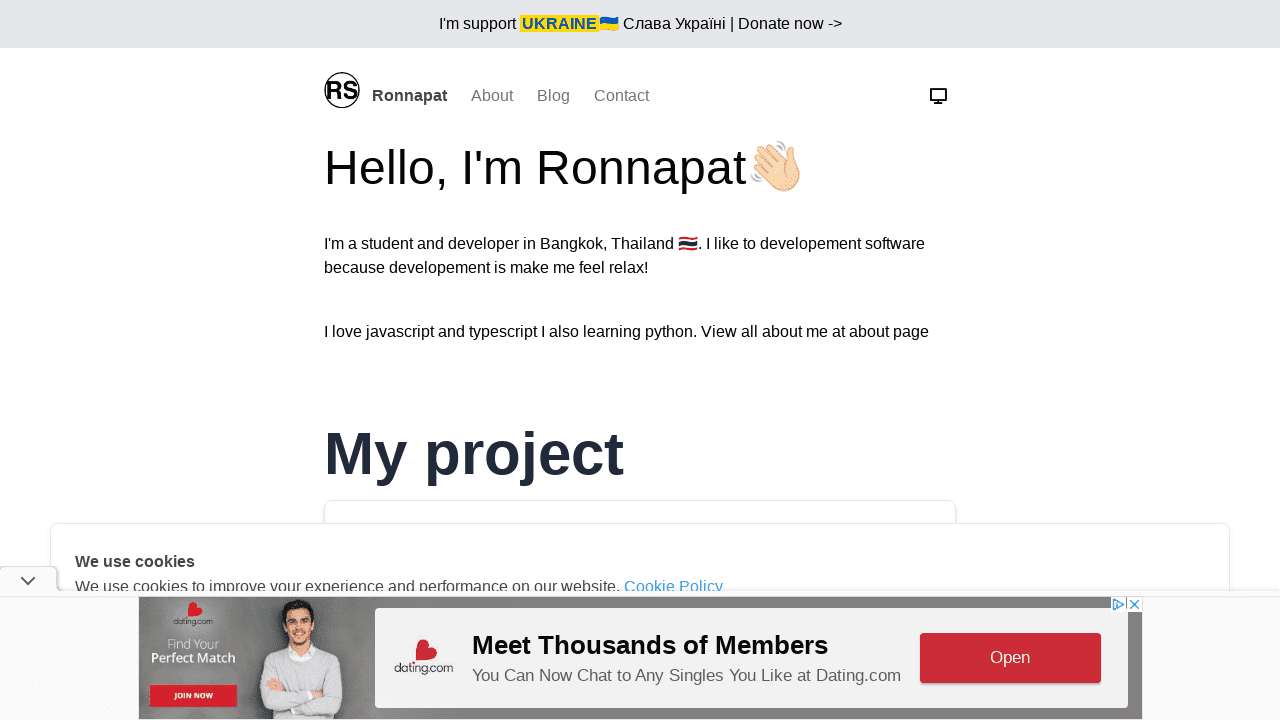 I'm support UKRAINE🇺🇦 Слава Україні | Donate now ->
RS
Ronnapat About Blog Contact
Hello, I'm Ronnapat👋🏻
I'm a student and developer in Bangkok, Thailand 🇹🇭. I like to developement software
because developement is make me feel relax!
I love javascript and typescript I also learning python. View all about me at about page
My project
We use cookies
We use cookies to improve your experience and performance on our website. Cookie Policy
dating.com
Find Your
Perfect Match
JOIN NOW
dating.com
Meet Thousands of Members
You Can Now Chat to Any Singles You Like at Dating.com
Open